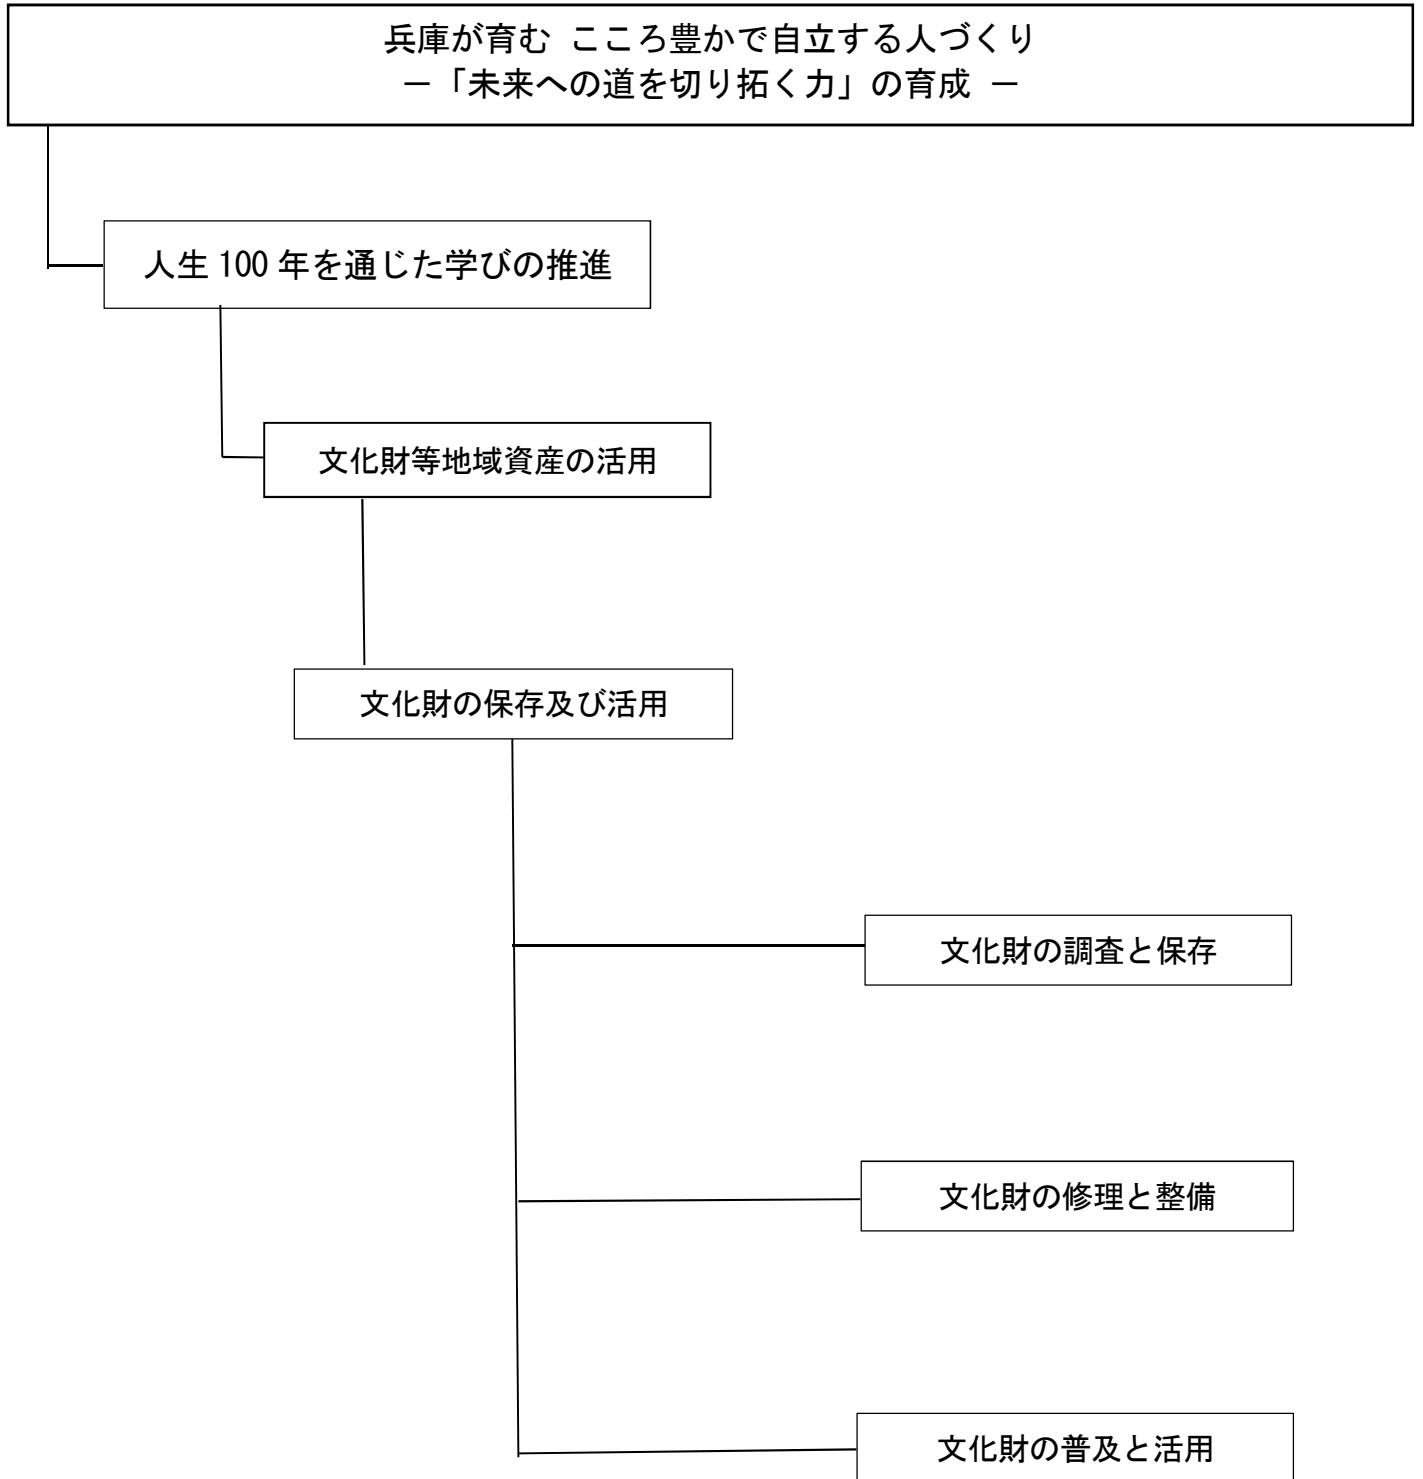 兵庫が育む こころ豊かで自立する人づくり
－「未来への道を切り拓く力」の育成 －
人生 100 年を通じた学びの推進
文化財等地域資産の活用
文化財の保存及び活用
文化財の調査と保存
文化財の修理と整備
文化財の普及と活用